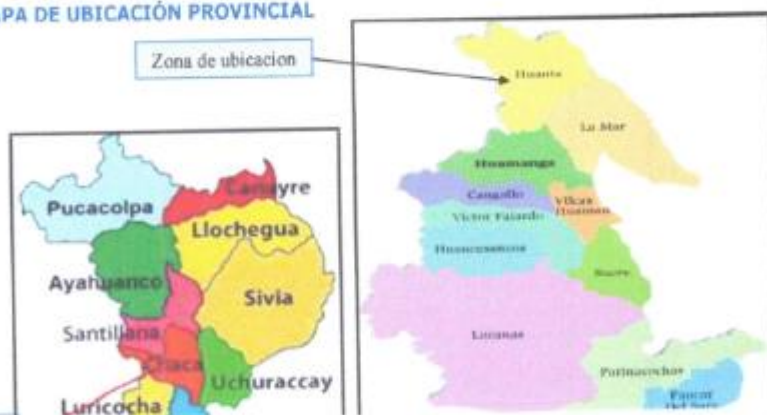 PA DE UBICACIÓN PROVINCIAL
Zona de ubicacion
Canayre
Pucacolpa
Llochegua
Ayahuanco
Sivia
Santillana
Chaca
Uchuraccay
Luricocha
Huanta
La Mar
Huamanga
Cangallo
Vilcas
Huaman
Victor Fajardo
Huancasancos
Sucre
Lucanas
Parinacochas
Paucar
Del Sara